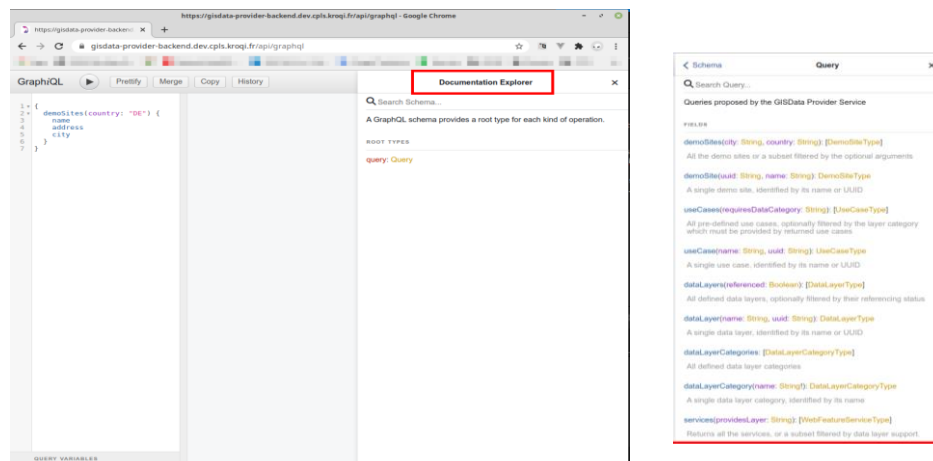 https://gisdata-provider-backend.dev.cpls.kroqi.fr/api/graphql - Google Chrome
https://gisdata-provider-backend
gisdata-provider-backend.dev.cpls.kroqi.fr/api/graphql
GraphiQL Prettify Merge Copy History
1 {
2 demoSites(country: "DE") {
3 name
4 address
5 city
6 }
7 }
QUERY VARIABLES
Documentation Explorer
Search Schema...
A GraphQL schema provides a root type for each kind of operation.
ROOT TYPES
query: Query
Schema Query
Search Query...
Queries proposed by the GISData Provider Service
FIELDS
demoSites(city: String, country: String): [DemoSiteType]
All the demo sites or a subset filtered by the optional arguments
demoSite(uuid: String, name: String): DemoSiteType
A single demo site, identified by its name or UUID
useCases(requiresDataCategory: String): [UseCaseType]
All pre-defined use cases, optionally filtered by the layer category
which must be provided by returned use cases
useCase(name: String, uuid: String): UseCaseType
A single use case, identified by its name or UUID
dataLayers(referenced: Boolean): [DataLayerType]
All defined data layers, optionally filtered by their referencing status
dataLayer(name: String, uuid: String): DataLayerType
A single data layer, identified by its name or UUID
dataLayerCategories: [DataLayerCategoryType]
All defined data layer categories
dataLayerCategory(name: String!): DataLayerCategoryType
A single data layer category, identified by its name
services(providesLayer: String): [WebFeatureServiceType]
Returns all the services, or a subset filtered by data layer support